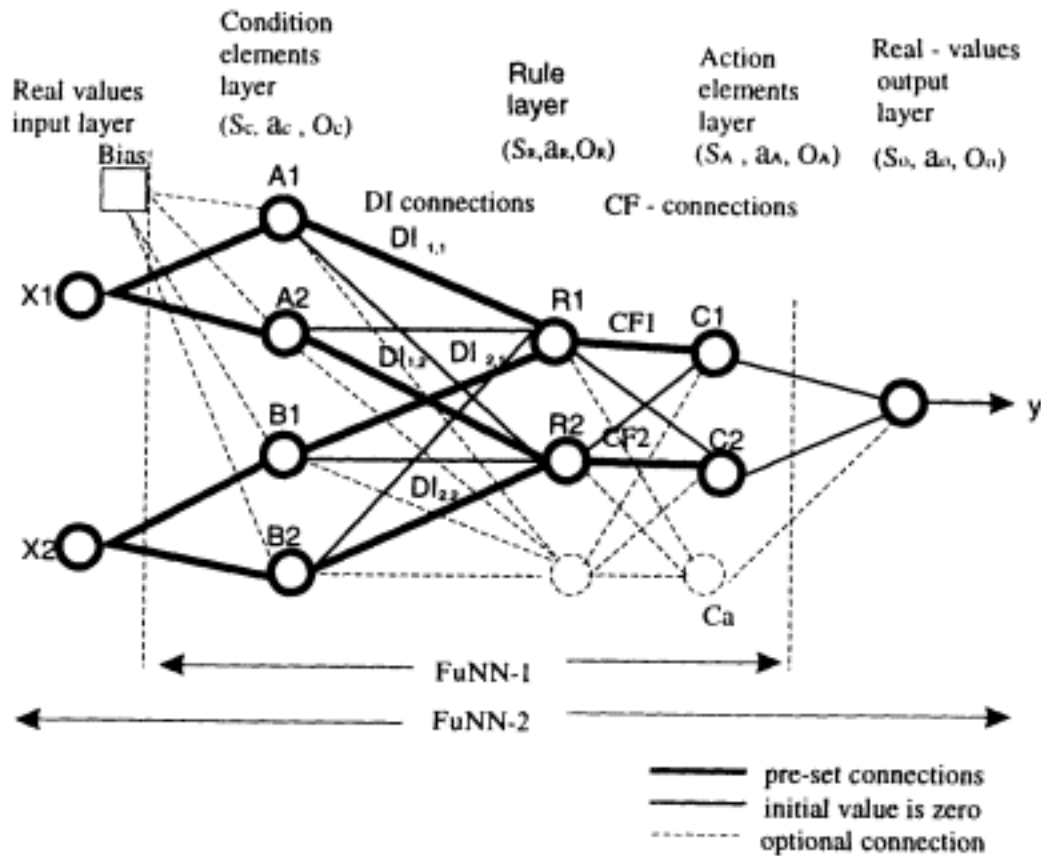 Real values
input layer
Bias
Condition
elements
layer
(Sc, ac , Oc)
Rule
layer
(SR,aR,OR)
Action
elements
layer
(SA , aA, OA)
Real - values
output
layer
(So, ao, Oo)
A1
DI connections
CF - connections
DI 1,1
X1
A2
R1
CF1
C1
DI1,2
DI 2,1
y
B1
R2
CF2
C2
DI2,2
X2
B2
Ca
FuNN-1
FuNN-2
pre-set connections
initial value is zero
optional connection